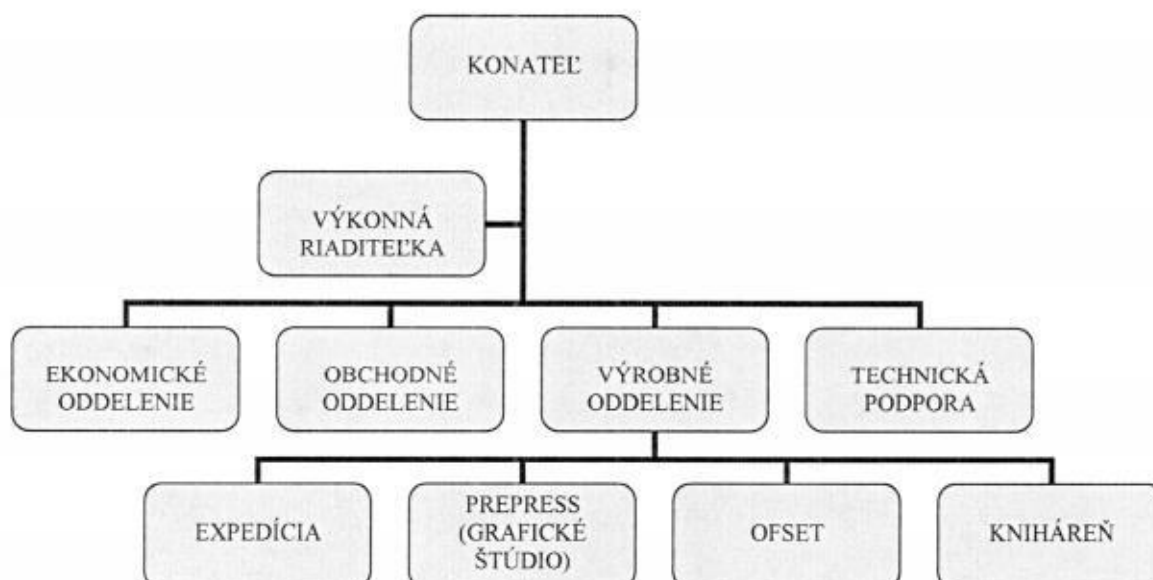 KONATEĽ
VÝKONNÁ
RIADITEĽKA
EKONOMICKÉ
ODDELENIE
OBCHODNÉ
ODDELENIE
VÝROBNÉ
ODDELENIE
TECHNICKÁ
PODPORA
EXPEDÍCIA
PREPRESS
(GRAFICKÉ
ŠTÚDIO)
OFSET
KNIHÁREŇ